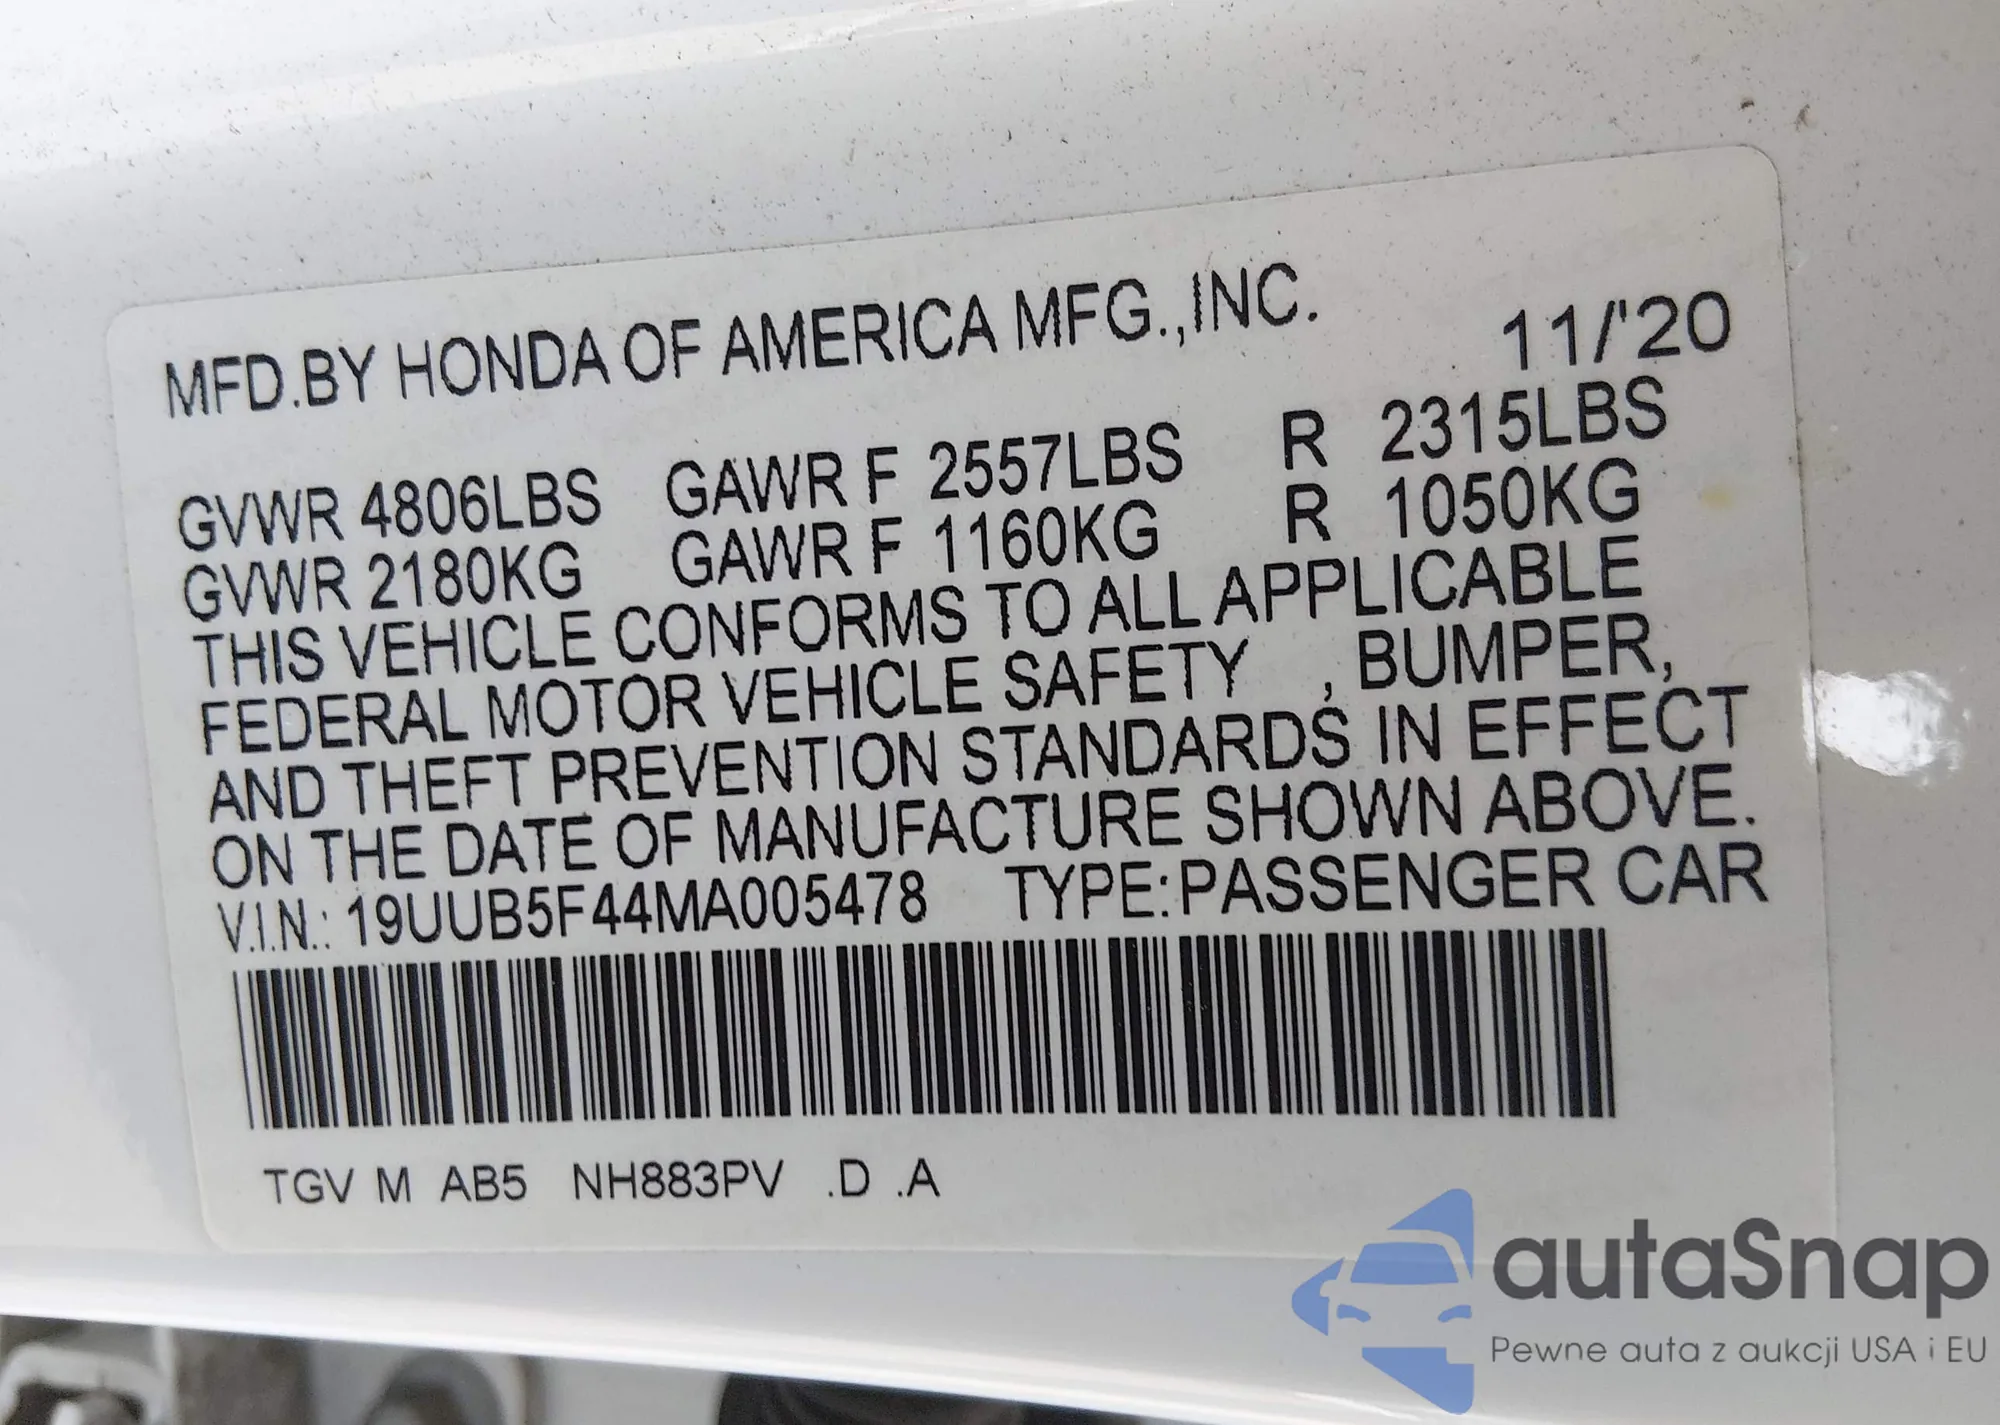 MFD.BY HONDA OF AMERICA MFG.,INC. 11/'20
GVWR 4806LBS GAWR F 2557LBS R 2315LBS
GVWR 2180KG GAWR F 1160KG R 1050KG
THIS VEHICLE CONFORMS TO ALL APPLICABLE
FEDERAL MOTOR VEHICLE SAFETY , BUMPER,
AND THEFT PREVENTION STANDARDS IN EFFECT
ON THE DATE OF MANUFACTURE SHOWN ABOVE.
V.I.N.: 19UUB5F44MA005478 TYPE:PASSENGER CAR
TGV M AB5 NH883PV .D .A
autaSnap
Pewne auta z aukcji USA i EU